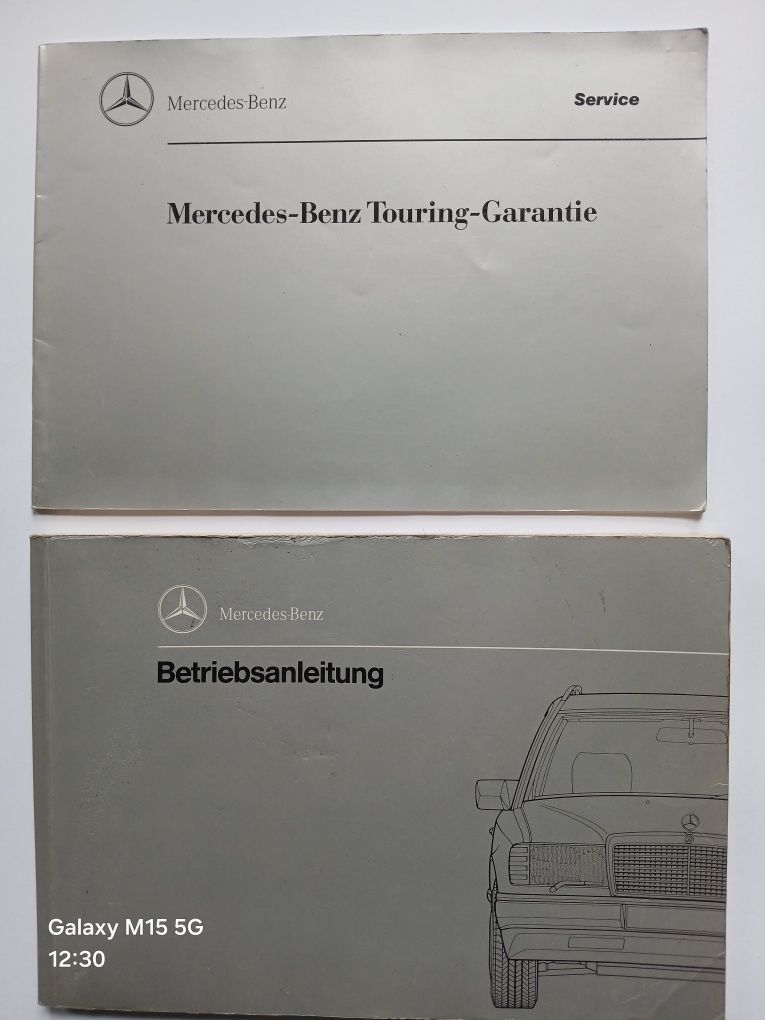 Mercedes-Benz
Service
Mercedes-Benz Touring-Garantie
Mercedes-Benz
Betriebsanleitung
Galaxy M15 5G
12:30